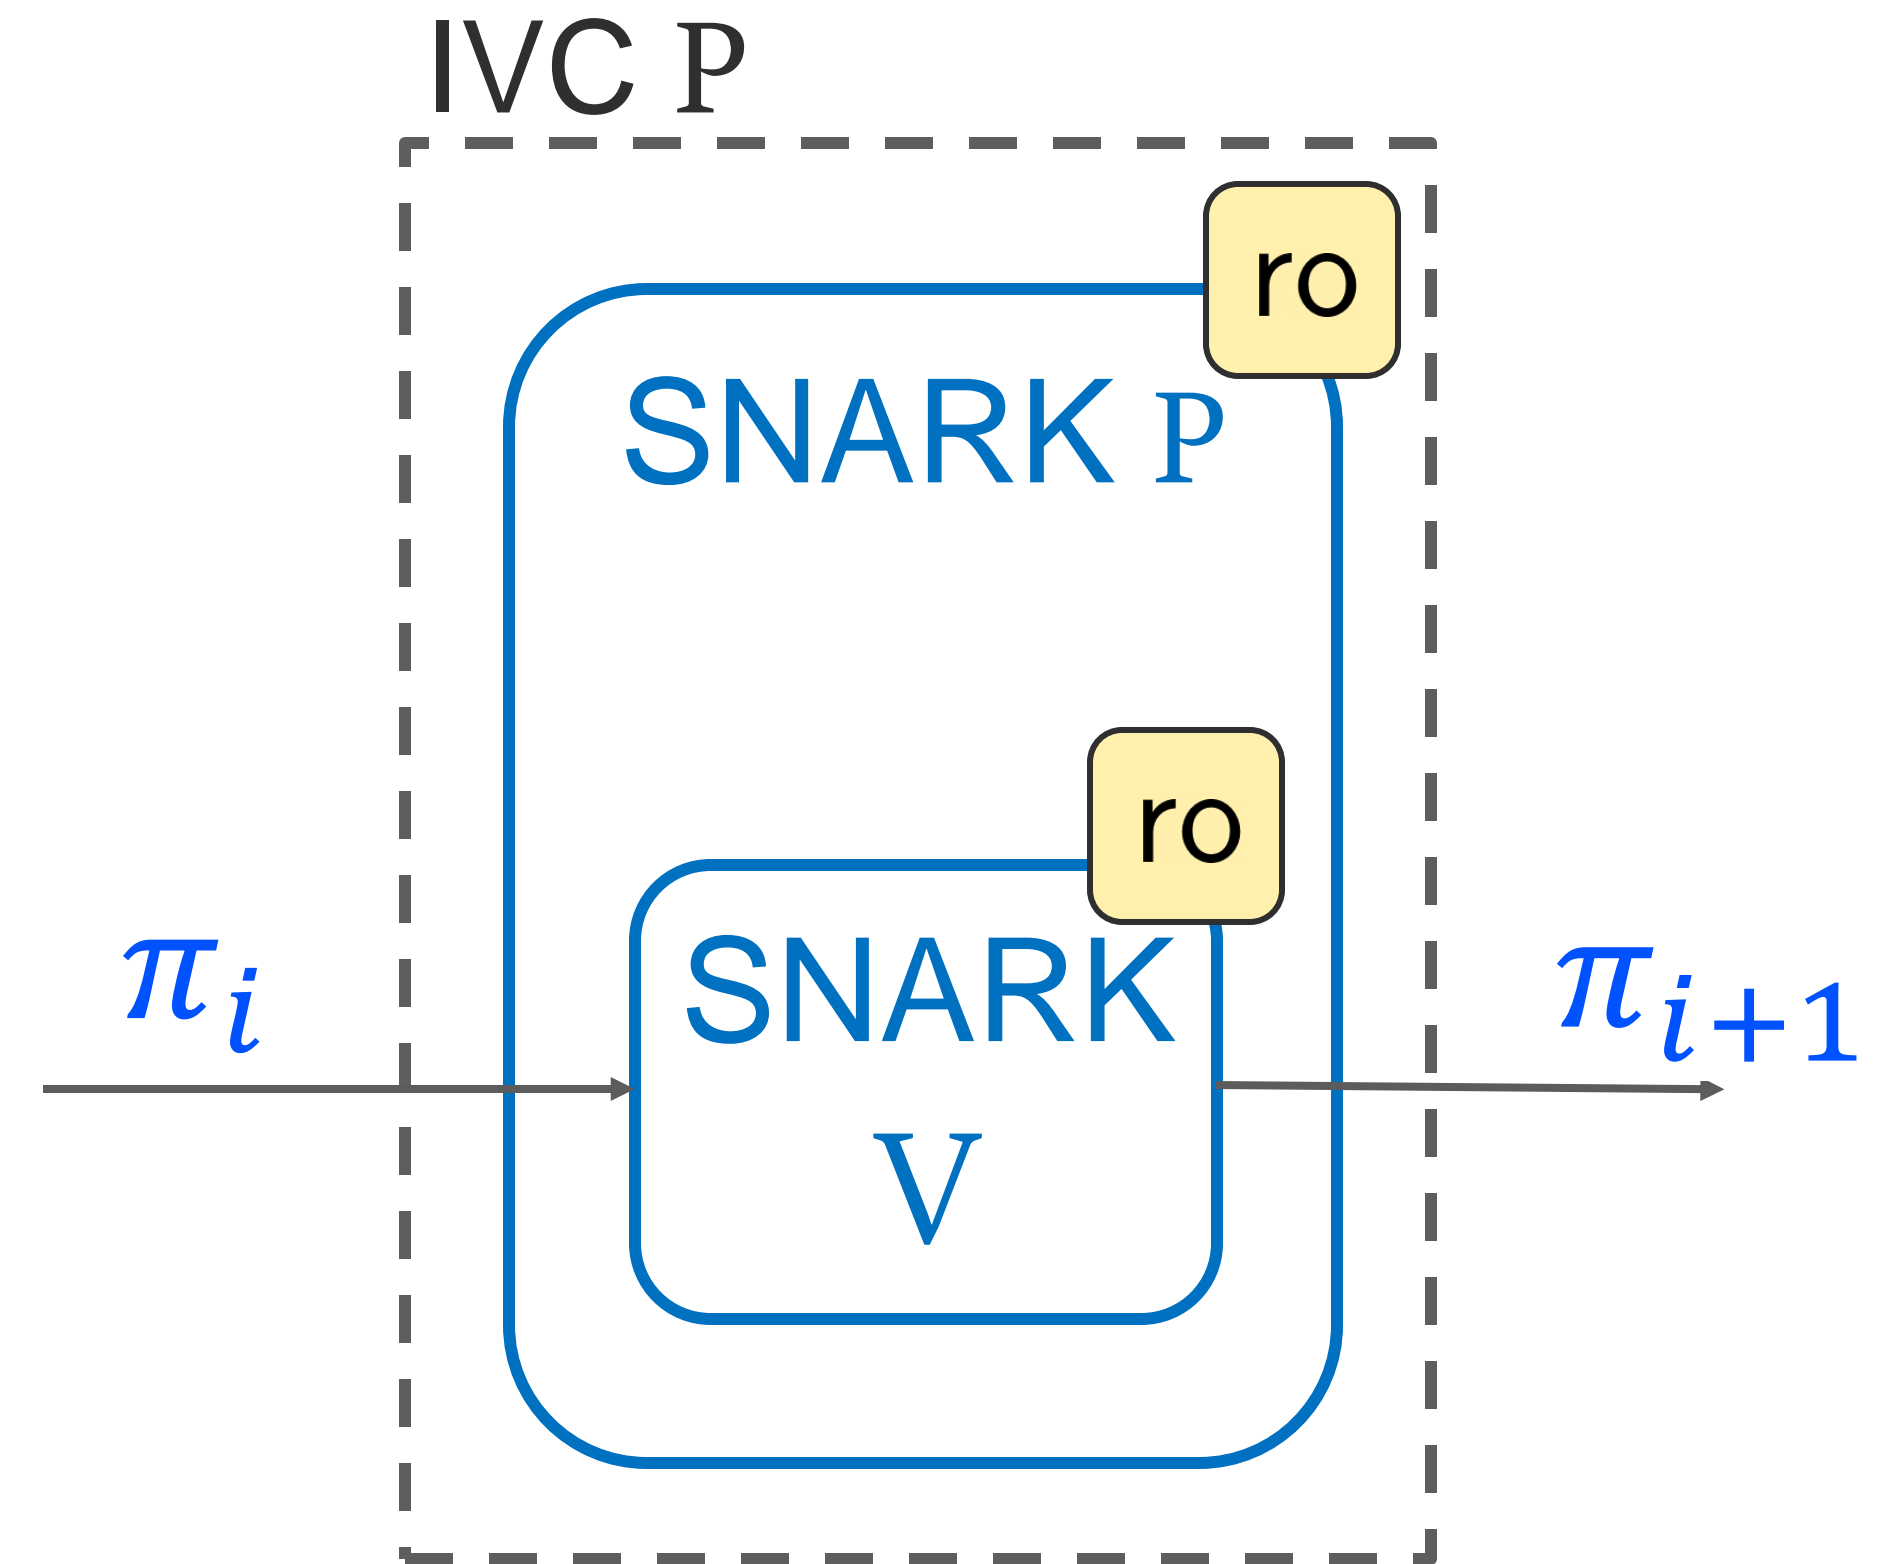 IVC P
ro
SNARK P
ro
SNARK
V
π_i
π_{i+1}